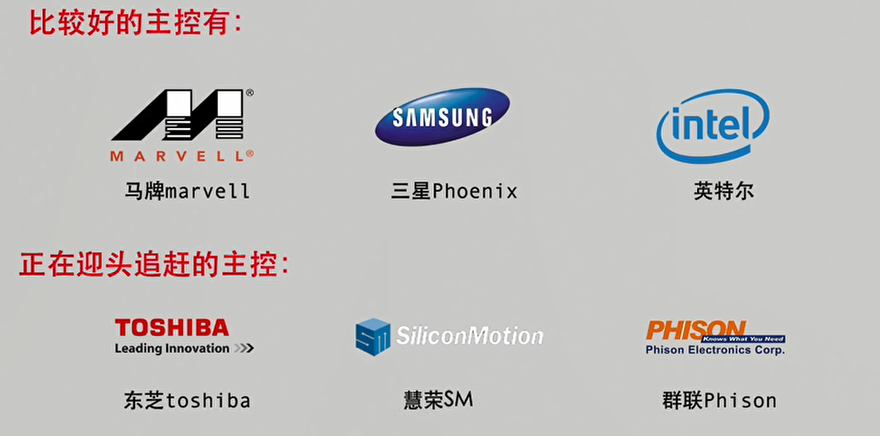 比较好的主控有：
MARVELL®
SAMSUNG
intel
马牌marvell
三星Phoenix
英特尔
正在迎头追赶的主控：
TOSHIBA
Leading Innovation >>>
SM SiliconMotion
PHISON
Knows What You Need
Phison Electronics Corp.
东芝toshiba
慧荣SM
群联Phison